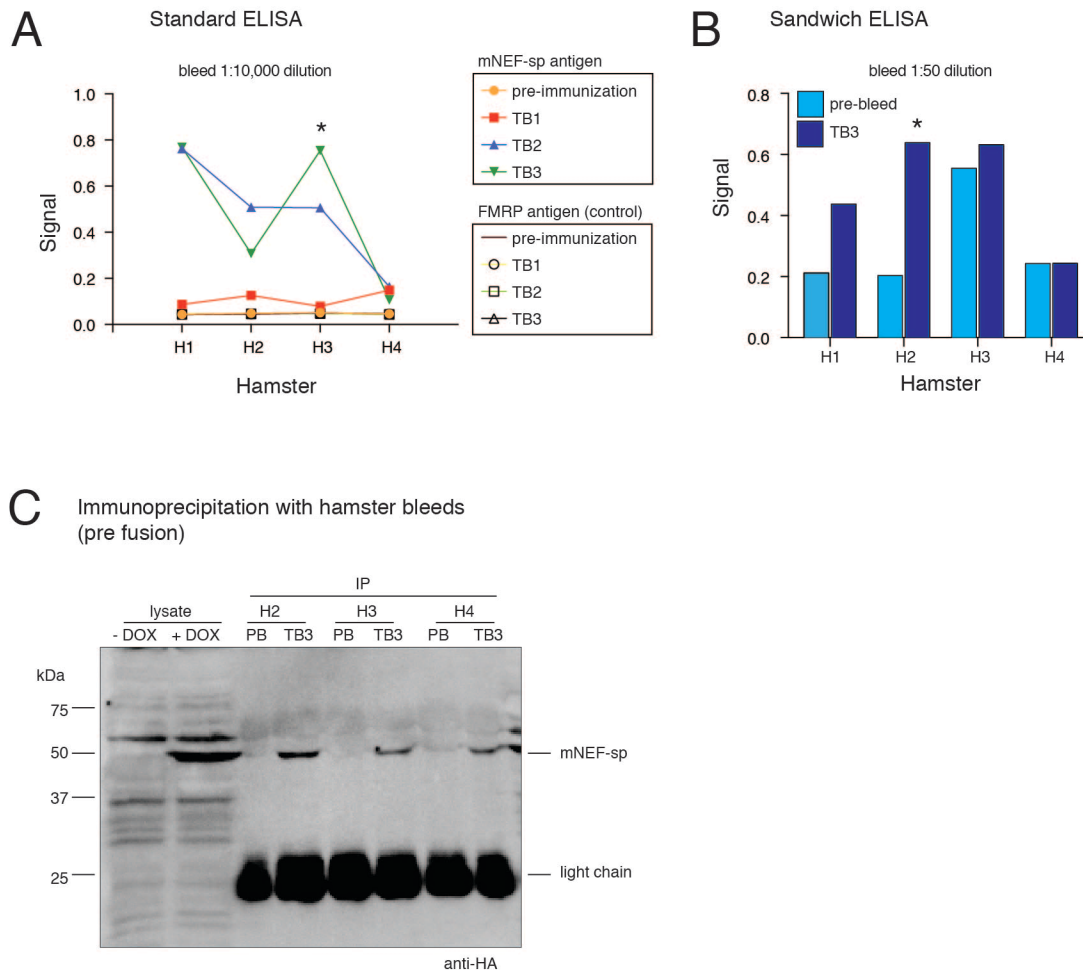 A
Standard ELISA
bleed 1:10,000 dilution
1.0
0.8
0.6
0.4
0.2
0.0
Signal
*
H1 H2 H3 H4
Hamster
mNEF-sp antigen
pre-immunization
TB1
TB2
TB3
FMRP antigen (control)
pre-immunization
TB1
TB2
TB3
B
Sandwich ELISA
bleed 1:50 dilution
0.8
0.6
0.4
0.2
0.0
Signal
pre-bleed
TB3
*
H1 H2 H3 H4
Hamster
C
Immunoprecipitation with hamster bleeds
(pre fusion)
IP
lysate H2 H3 H4
- DOX + DOX PB TB3 PB TB3 PB TB3
kDa
75
50
37
25
mNEF-sp
light chain
anti-HA